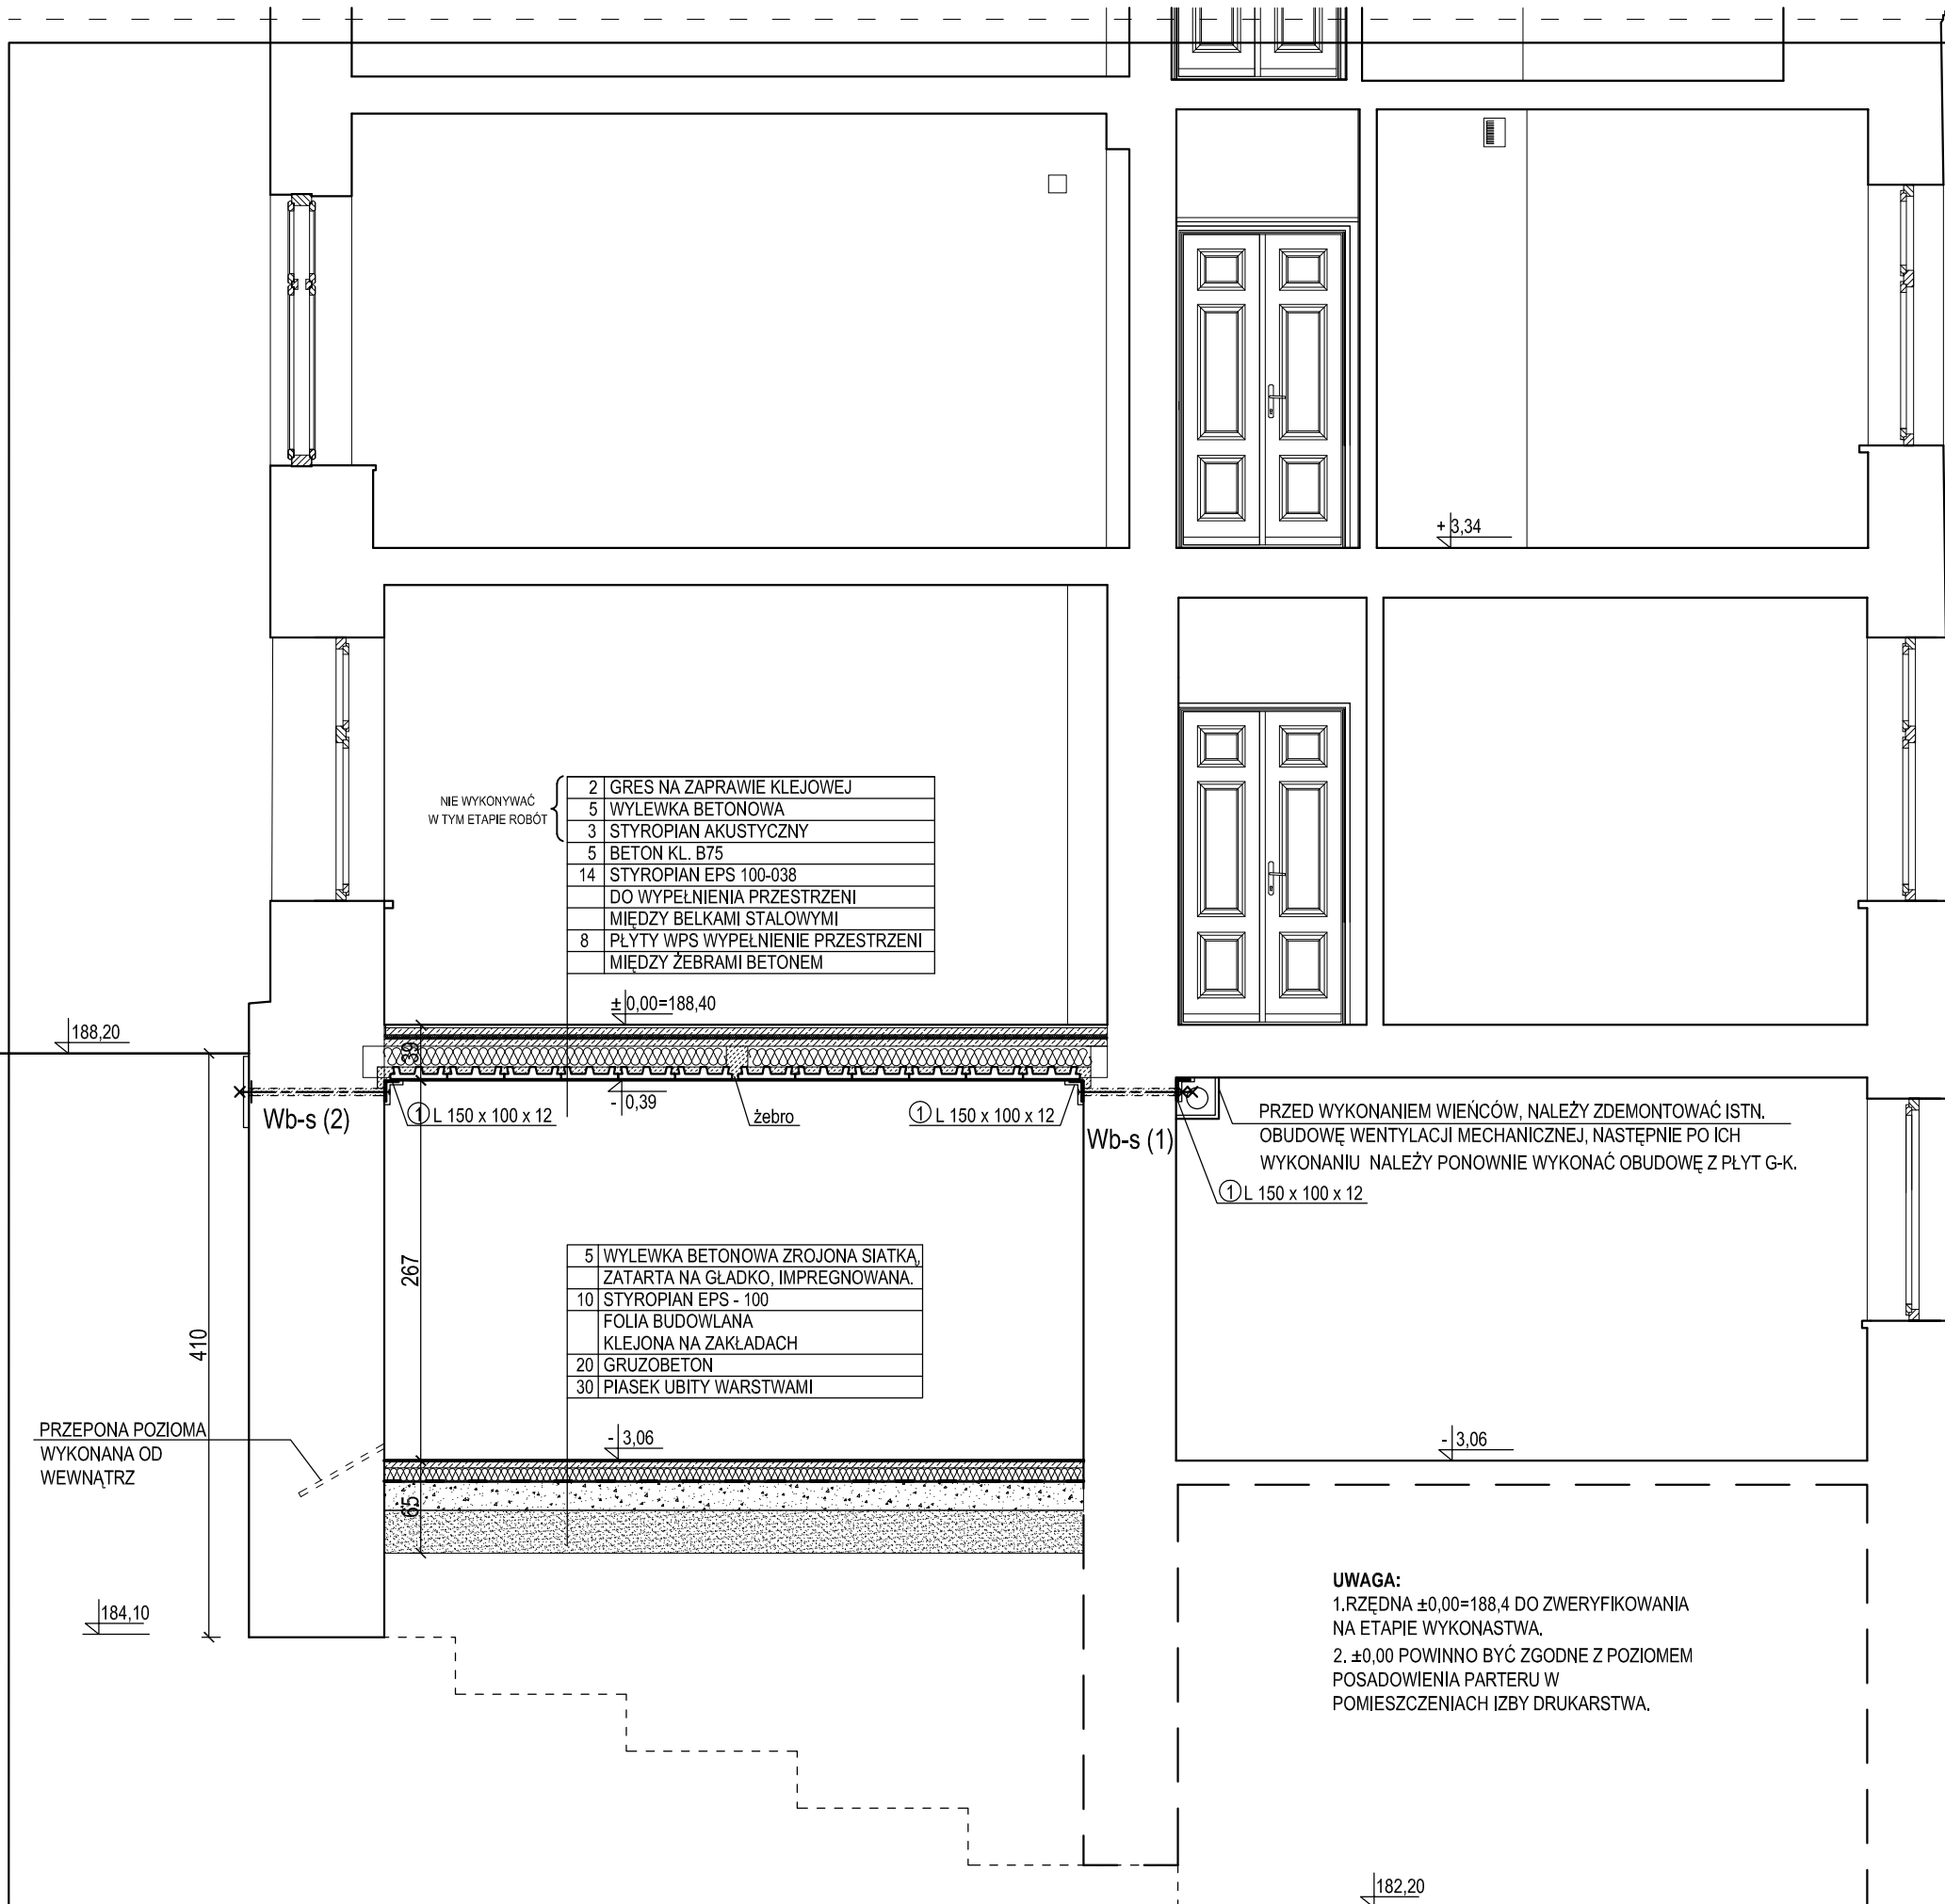 + 3,34
NIE WYKONYWAĆ
W TYM ETAPIE ROBÓT
2 GRES NA ZAPRAWIE KLEJOWEJ
5 WYLEWKA BETONOWA
3 STYROPIAN AKUSTYCZNY
5 BETON KL. B75
14 STYROPIAN EPS 100-038
DO WYPEŁNIENIA PRZESTRZENI
MIĘDZY BELKAMI STALOWYMI
8 PŁYTY WPS WYPEŁNIENIE PRZESTRZENI
MIĘDZY ŻEBRAMI BETONEM
± 0,00=188,40
188,20
39
- 0,39
Wb-s (2)
1 L 150 x 100 x 12
żebro
1 L 150 x 100 x 12
Wb-s (1)
PRZED WYKONANIEM WIEŃCÓW, NALEŻY ZDEMONTOWAĆ ISTN.
OBUDOWĘ WENTYLACJI MECHANICZNEJ, NASTĘPNIE PO ICH
WYKONANIU NALEŻY PONOWNIE WYKONAĆ OBUDOWĘ Z PŁYT G-K.
1 L 150 x 100 x 12
267
410
5 WYLEWKA BETONOWA ZROJONA SIATKĄ,
ZATARTA NA GŁADKO, IMPREGNOWANA.
10 STYROPIAN EPS - 100
FOLIA BUDOWLANA
KLEJONA NA ZAKŁADACH
20 GRUZOBETON
30 PIASEK UBITY WARSTWAMI
PRZEPONA POZIOMA
WYKONANA OD
WEWNĄTRZ
- 3,06
- 3,06
65
184,10
UWAGA:
1.RZĘDNA ±0,00=188,4 DO ZWERYFIKOWANIA
NA ETAPIE WYKONASTWA.
2. ±0,00 POWINNO BYĆ ZGODNE Z POZIOMEM
POSADOWIENIA PARTERU W
POMIESZCZENIACH IZBY DRUKARSTWA.
182,20